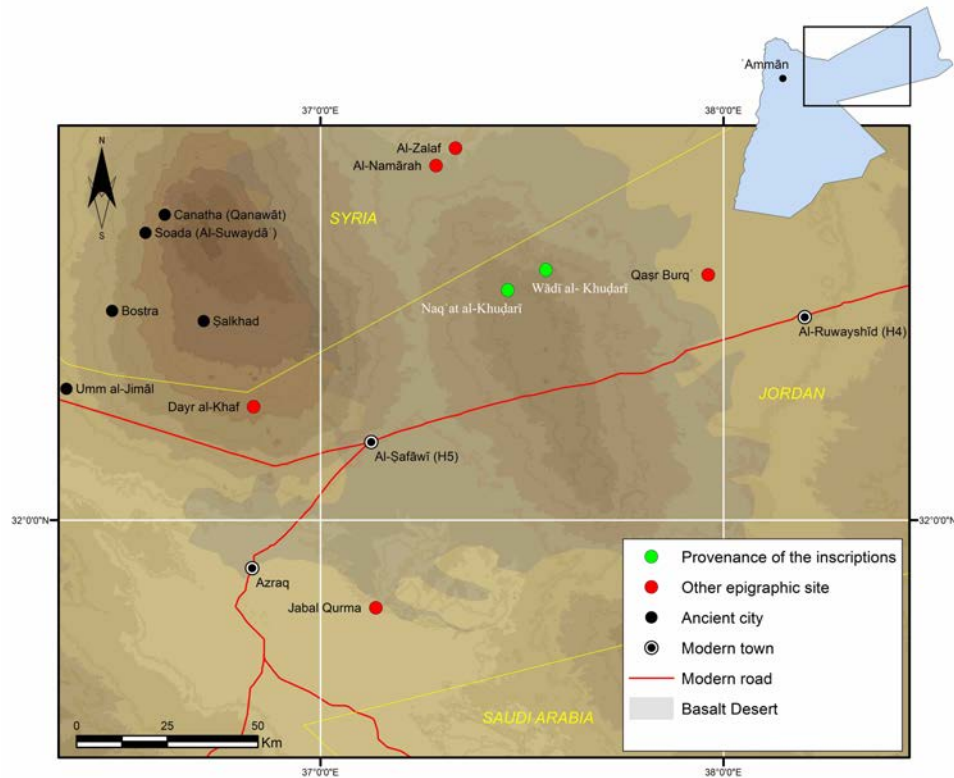 ʿAmmān
37°0'0"E
38°0'0"E
N
S
Al-Zalaf
Al-Namārah
SYRIA
Canatha (Qanawāt)
Soada (Al-Suwaydāʾ)
Qaṣr Burqʿ
Wādī al- Khuḍarī
Naqʿat al-Khuḍarī
Bostra
Ṣalkhad
Al-Ruwayshīd (H4)
Umm al-Jimāl
Dayr al-Khaf
JORDAN
Al-Ṣafāwī (H5)
32°0'0"N
32°0'0"N
Azraq
Jabal Qurma
SAUDI ARABIA
Provenance of the inscriptions
Other epigraphic site
Ancient city
Modern town
Modern road
Basalt Desert
0 25 50
Km
37°0'0"E
38°0'0"E